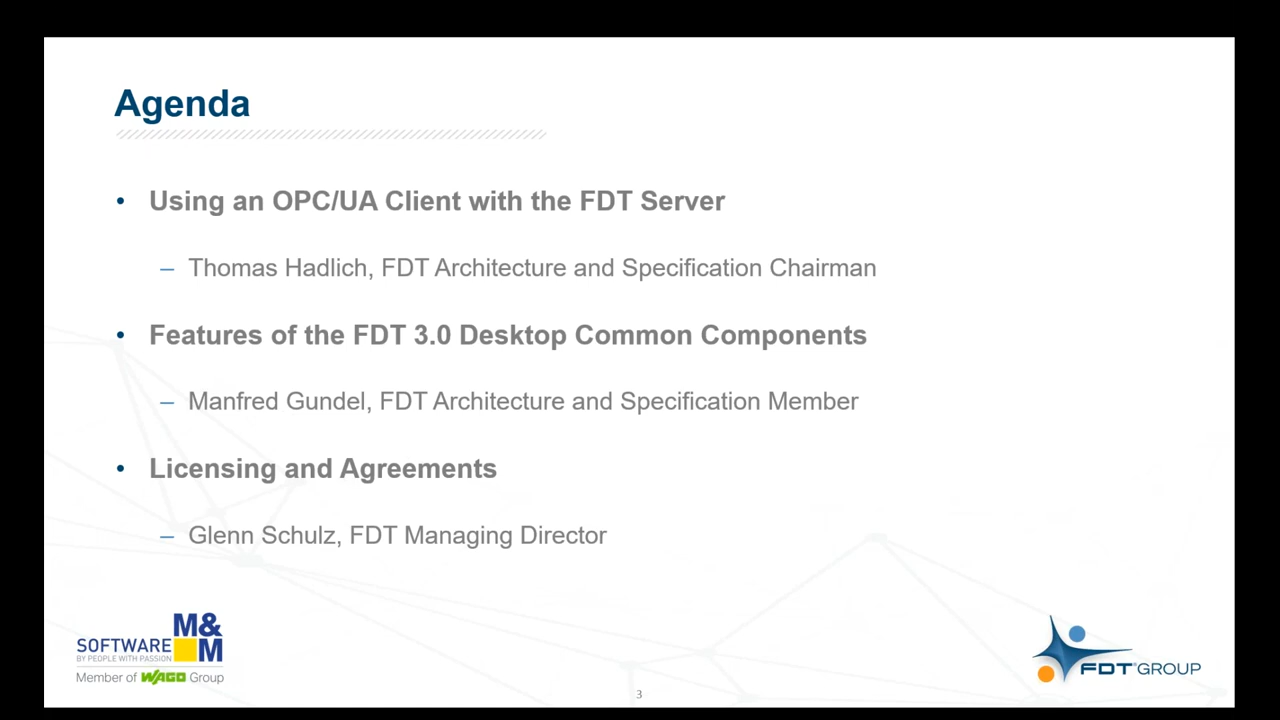 Agenda
• Using an OPC/UA Client with the FDT Server
– Thomas Hadlich, FDT Architecture and Specification Chairman
• Features of the FDT 3.0 Desktop Common Components
– Manfred Gundel, FDT Architecture and Specification Member
• Licensing and Agreements
– Glenn Schulz, FDT Managing Director
M&M
SOFTWARE
BY PEOPLE WITH PASSION
Member of WAGO Group
FDT GROUP
3